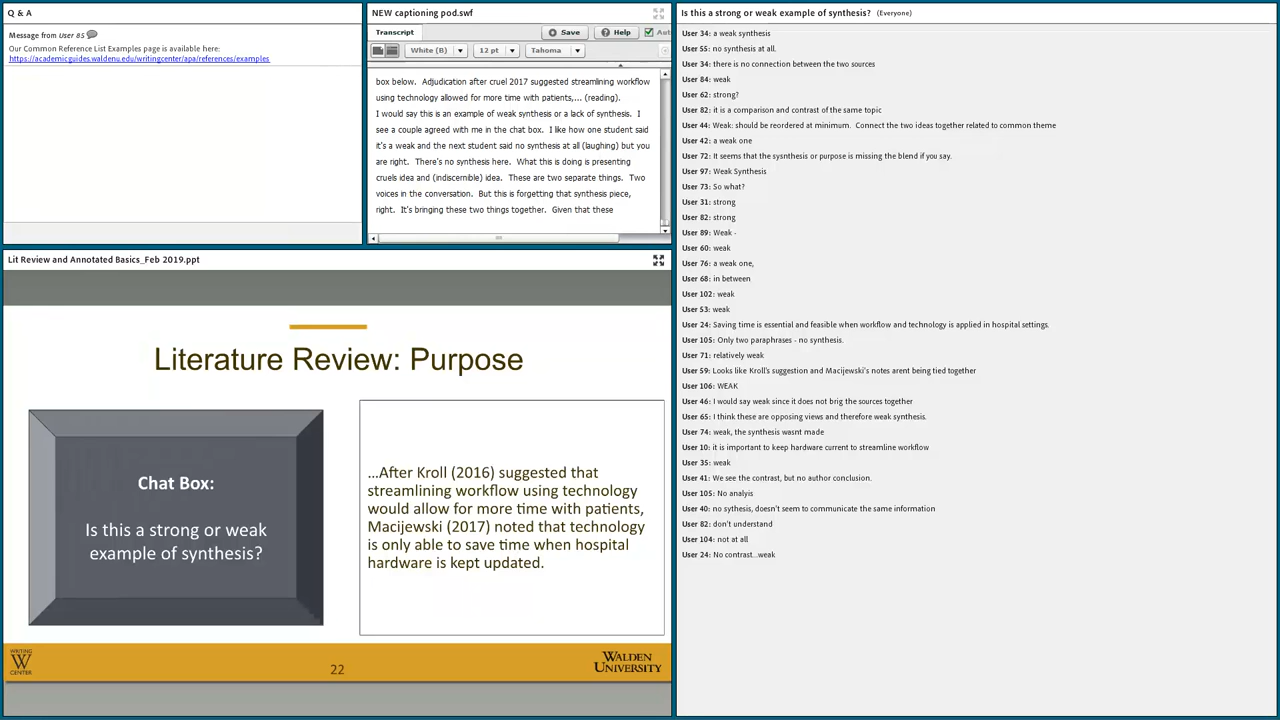 Q & A
Message from User 85
Our Common Reference List Examples page is available here:
https://academicguides.waldenu.edu/writingcenter/apa/references/examples
NEW captioning pod.swf
Transcript
Save
Help
Aut
White (B)
12 pt
Tahoma
box below. Adjudication after cruel 2017 suggested streamlining workflow
using technology allowed for more time with patients,... (reading).
I would say this is an example of weak synthesis or a lack of synthesis. I
see a couple agreed with me in the chat box. I like how one student said
it's a weak and the next student said no synthesis at all (laughing) but you
are right. There's no synthesis here. What this is doing is presenting
cruels idea and (indiscernible) idea. These are two separate things. Two
voices in the conversation. But this is forgetting that synthesis piece,
right. It's bringing these two things together. Given that these
Lit Review and Annotated Basics_Feb 2019.ppt
Literature Review: Purpose
Chat Box:
Is this a strong or weak
example of synthesis?
...After Kroll (2016) suggested that
streamlining workflow using technology
would allow for more time with patients,
Macijewski (2017) noted that technology
is only able to save time when hospital
hardware is kept updated.
WRITING
W
CENTER
22
WALDEN
UNIVERSITY
Is this a strong or weak example of synthesis? (Everyone)
User 34: a weak synthesis
User 55: no synthesis at all.
User 34: there is no connection between the two sources
User 84: weak
User 62: strong?
User 82: it is a comparison and contrast of the same topic
User 44: Weak: should be reordered at minimum. Connect the two ideas together related to common theme
User 42: a weak one
User 72: It seems that the sysnthesis or purpose is missing the blend if you say.
User 97: Weak Synthesis
User 73: So what?
User 31: strong
User 82: strong
User 89: Weak -
User 60: weak
User 76: a weak one,
User 68: in between
User 102: weak
User 53: weak
User 24: Saving time is essential and feasible when workflow and technology is applied in hospital settings.
User 105: Only two paraphrases - no synthesis.
User 71: relatively weak
User 59: Looks like Kroll's suggestion and Macijewski's notes arent being tied together
User 106: WEAK
User 46: I would say weak since it does not brig the sources together
User 65: I think these are opposing views and therefore weak synthesis.
User 74: weak, the synthesis wasnt made
User 10: it is important to keep hardware current to streamline workflow
User 35: weak
User 41: We see the contrast, but no author conclusion.
User 105: No analyis
User 40: no sythesis, doesn't seem to communicate the same information
User 82: don't understand
User 104: not at all
User 24: No contrast...weak